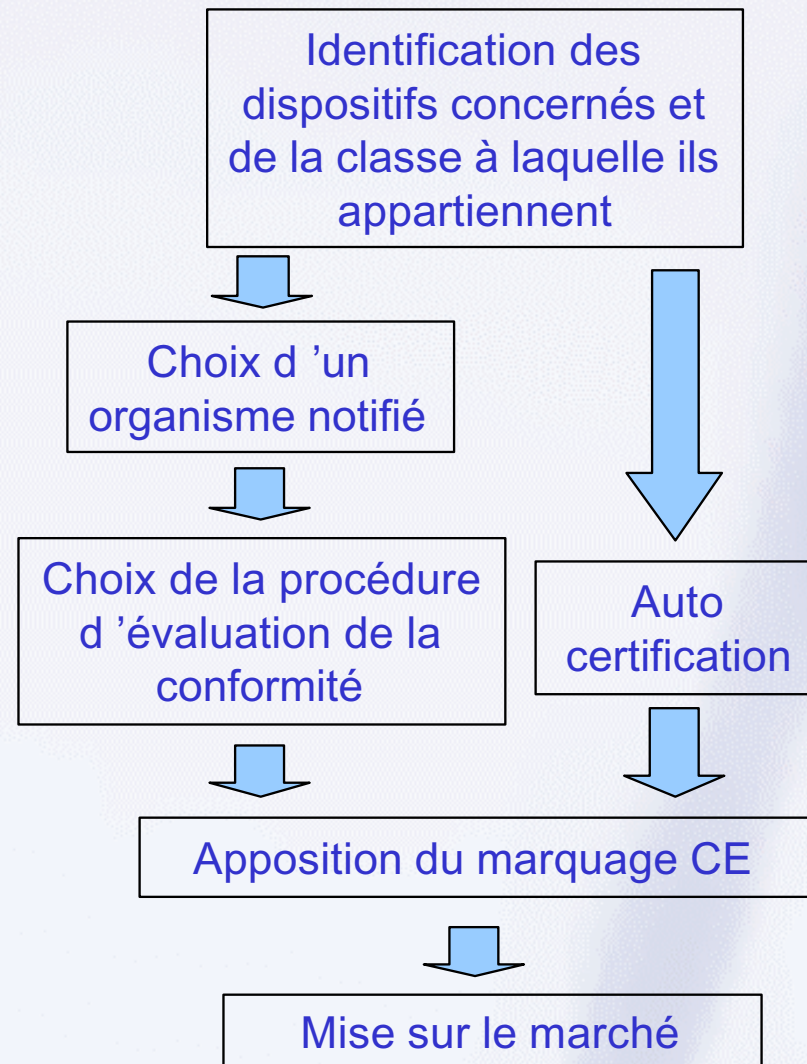 Identification des
dispositifs concernés et
de la classe à laquelle ils
appartiennent
Choix d ’un
organisme notifié
Choix de la procédure
d ’évaluation de la
conformité
Auto
certification
Apposition du marquage CE
Mise sur le marché